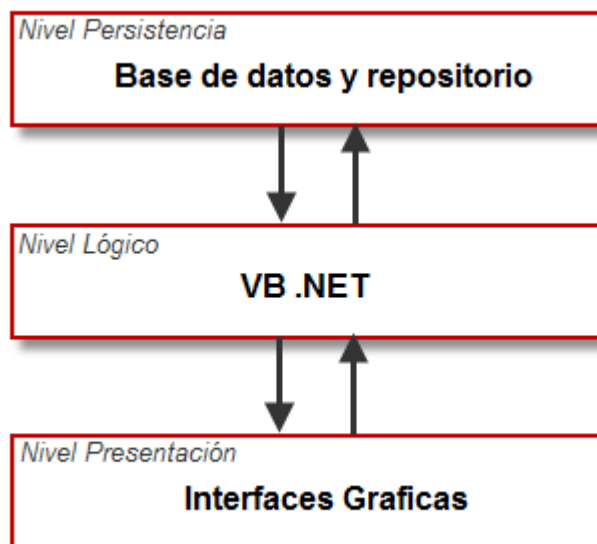 Nivel Persistencia
Base de datos y repositorio
Nivel Lógico
VB .NET
Nivel Presentación
Interfaces Graficas